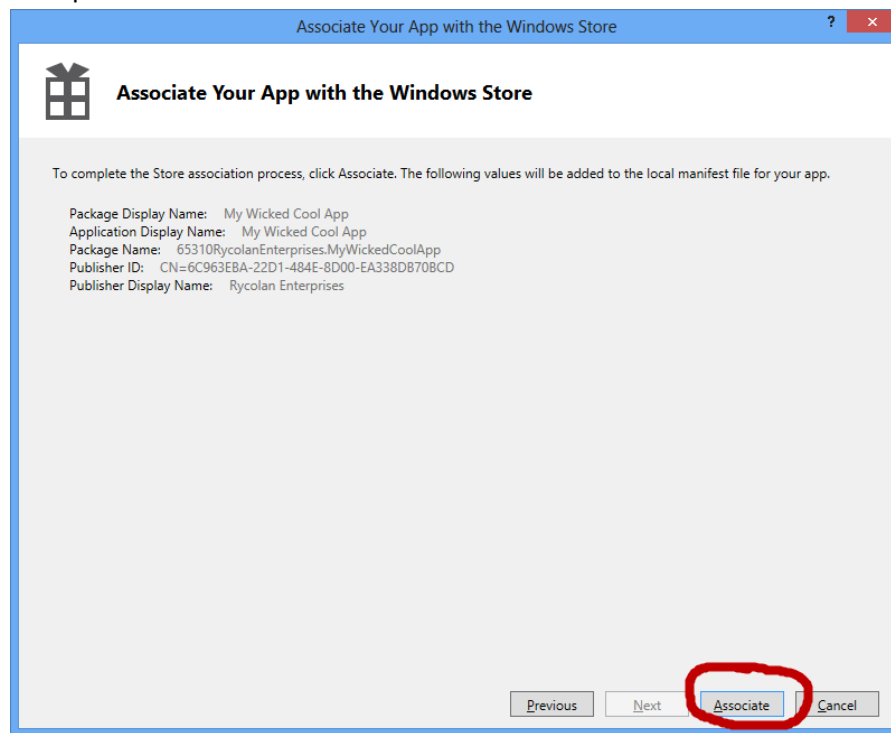 Associate Your App with the Windows Store
?
×
Associate Your App with the Windows Store
To complete the Store association process, click Associate. The following values will be added to the local manifest file for your app.
Package Display Name: My Wicked Cool App
Application Display Name: My Wicked Cool App
Package Name: 65310RycolanEnterprises.MyWickedCoolApp
Publisher ID: CN=6C963EBA-22D1-484E-8D00-EA338DB70BCD
Publisher Display Name: Rycolan Enterprises
Previous Next Associate Cancel